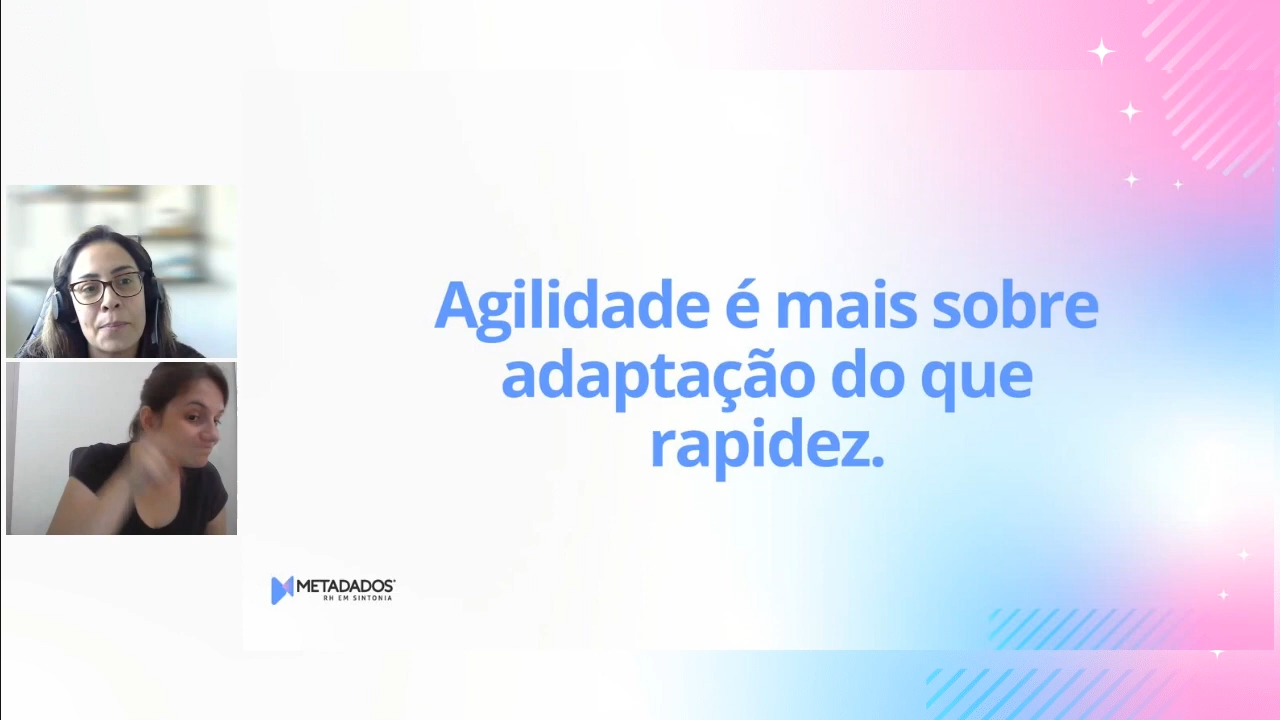 Agilidade é mais sobre
adaptação do que
rapidez.
METADADOS®
RH EM SINTONIA